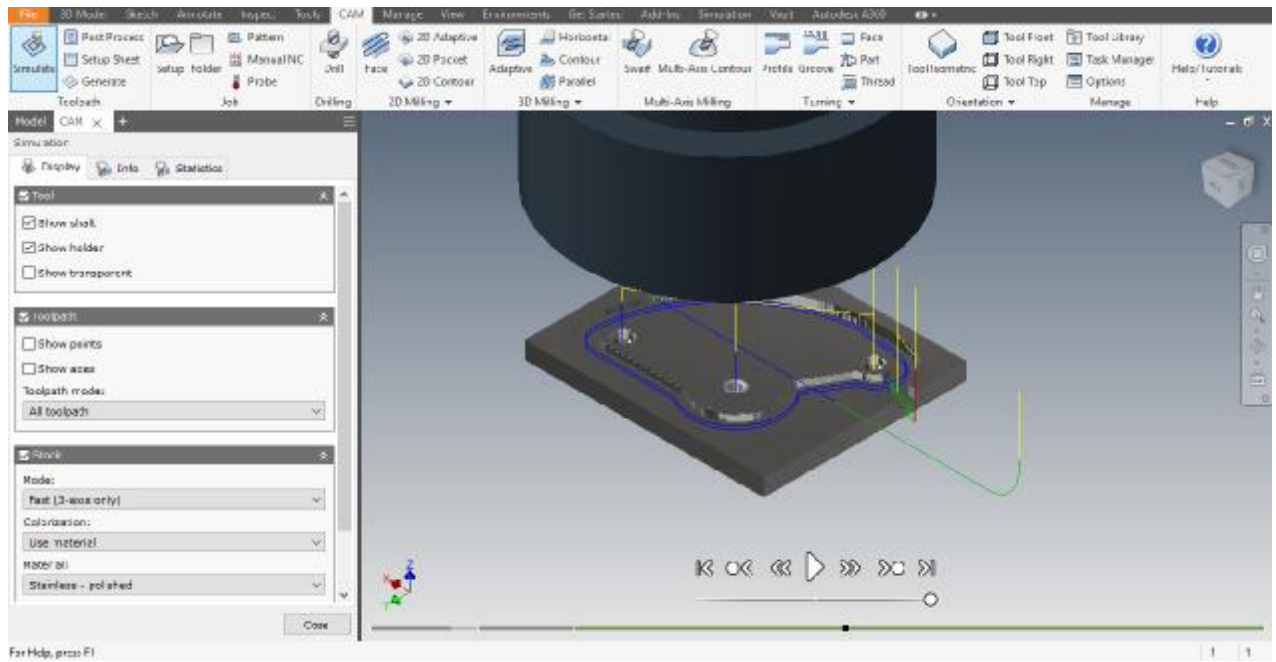 File 3D Model Sketch Annotate Inspect Tools CAM Manage View Environments Get Started Add-Ins Simulation Vault Autodesk A360
Simulate
Post Process
Setup Sheet
Generate
Toolpath
Setup Folder
Pattern
Manual NC
Probe
Job
Drill
Drilling
Face
2D Adaptive
2D Pocket
2D Contour
2D Milling
Adaptive
Horizontal
Contour
Parallel
3D Milling
Swarf Multi-Axis Contour
Multi-Axis Milling
Profile Groove
Face
Part
Thread
Turning
Tool Isometric
Tool Front
Tool Right
Tool Top
Orientation
Tool Library
Task Manager
Options
Manage
Help/Tutorials
Help
Model CAM × +
Simulation
Display Info Statistics
Tool
Show shaft
Show holder
Show transparent
Toolpath
Show points
Show axes
Toolpath mode:
All toolpath
Stock
Mode:
Fast (3-axis only)
Colorization:
Use material
Material:
Stainless - polished
Close
Z
X
Y
For Help, press F1
1 1